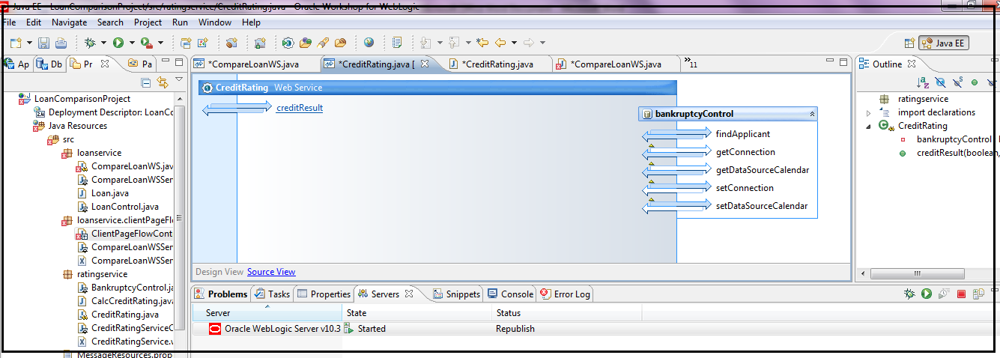 Java EE - LoanComparisonProject/src/ratingservice/CreditRating.java - Oracle Workshop for WebLogic
File Edit Navigate Search Project Run Window Help
Java EE
Ap Db Pr Pa
*CompareLoanWS.java *CreditRating.java [ *CreditRating.java *CompareLoanWS.java »11
Outline
LoanComparisonProject
Deployment Descriptor: LoanCo
Java Resources
src
loanservice
CompareLoanWS.java
CompareLoanWSSer
Loan.java
LoanControl.java
loanservice.clientPageFl
ClientPageFlowCont
CompareLoanWSSer
CompareLoanWSSer
ratingservice
BankruptcyControl.ja
CalcCreditRating.java
CreditRating.java
CreditRatingServiceC
CreditRatingService.w
MessageResources.prop
CreditRating Web Service
creditResult
bankruptcyControl
findApplicant
getConnection
getDataSourceCalendar
setConnection
setDataSourceCalendar
Design View Source View
ratingservice
import declarations
CreditRating
bankruptcyControl
creditResult(boolean,
Problems Tasks Properties Servers Snippets Console Error Log
Server State Status
Oracle WebLogic Server v10.3 Started Republish